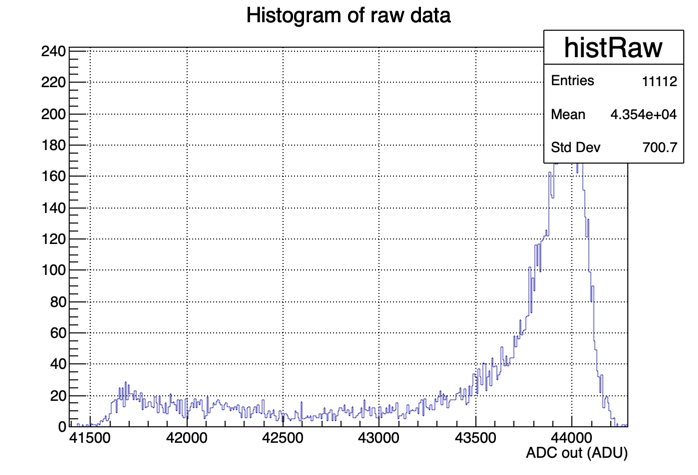 Histogram of raw data
histRaw
Entries 11112
Mean 4.354e+04
Std Dev 700.7
240
220
200
180
160
140
120
100
80
60
40
20
0
41500 42000 42500 43000 43500 44000
ADC out (ADU)